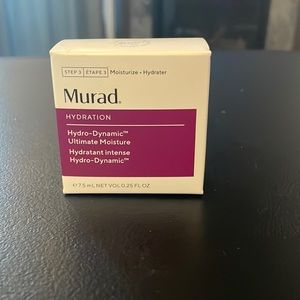 STEP 3 ÉTAPE 3 Moisturize • Hydrater
Murad.
HYDRATION
Hydro-Dynamic™
Ultimate Moisture
Hydratant intense
Hydro-Dynamic™
℮ 7.5 mL NET VOL 0.25 FL OZ